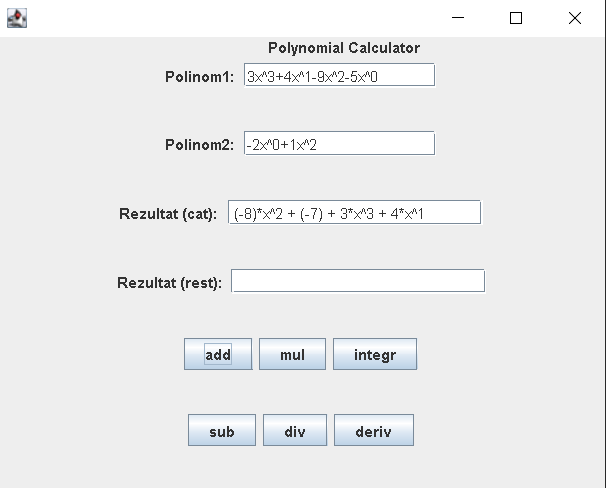 Polynomial Calculator
Polinom1: 3x^3+4x^1-9x^2-5x^0
Polinom2: -2x^0+1x^2
Rezultat (cat): (-8)*x^2 + (-7) + 3*x^3 + 4*x^1
Rezultat (rest):
add mul integr
sub div deriv